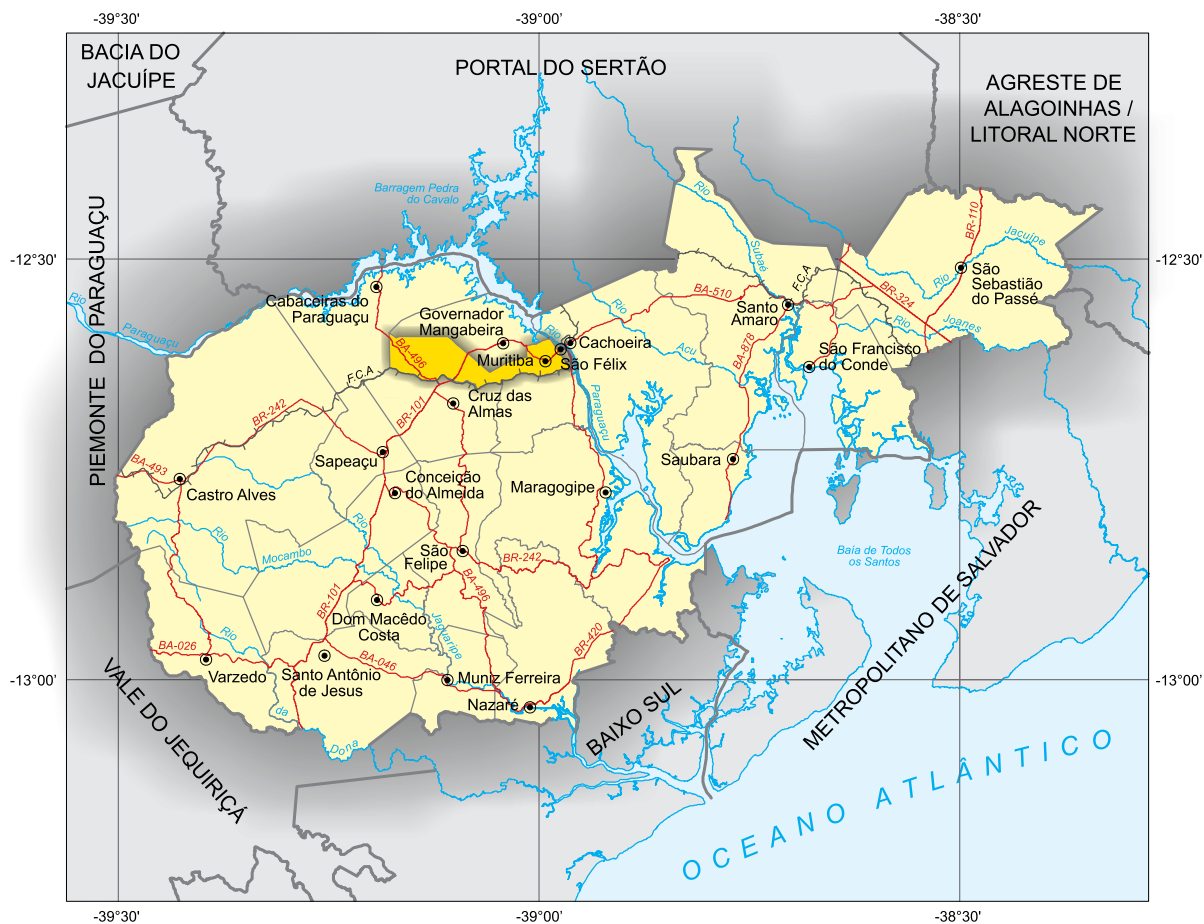 -39°30'
-39°00'
-38°30'
BACIA DO
JACUÍPE
PORTAL DO SERTÃO
AGRESTE DE
ALAGOINHAS /
LITORAL NORTE
Barragem Pedra
do Cavalo
Rio
Subaé
BR-110
Jacuípe
Rio
-12°30'
-12°30'
PIEMONTE DO PARAGUAÇU
Rio
Paraguaçu
Cabaceiras do
Paraguaçu
Governador
Mangabeira
Rio
Rio
Acu
BA-510
Santo
Amaro
F.C.A
BR-324
São
Sebastião
do Passé
Rio
Joanes
BA-496
Muritiba
Cachoeira
São Félix
BA-878
São Francisco
do Conde
F.C.A
BR-242
BR-101
Cruz das
Almas
Paraguaçu
BA-493
Castro Alves
Sapeaçu
Conceição
do Almeida
Maragogipe
Saubara
Rio
Mocambo
São
Felipe
BR-242
BA-496
Baía de Todos
os Santos
BR-101
Dom Macêdo
Costa
Jaguaripe
BA-026
Rio
Varzedo
Santo Antônio
de Jesus
BA-046
Muniz Ferreira
BR-420
Nazaré
da
Dona
-13°00'
-13°00'
VALE DO JEQUIRIÇÁ
BAIXO SUL
METROPOLITANO DE SALVADOR
OCEANO ATLÂNTICO
-39°30'
-39°00'
-38°30'